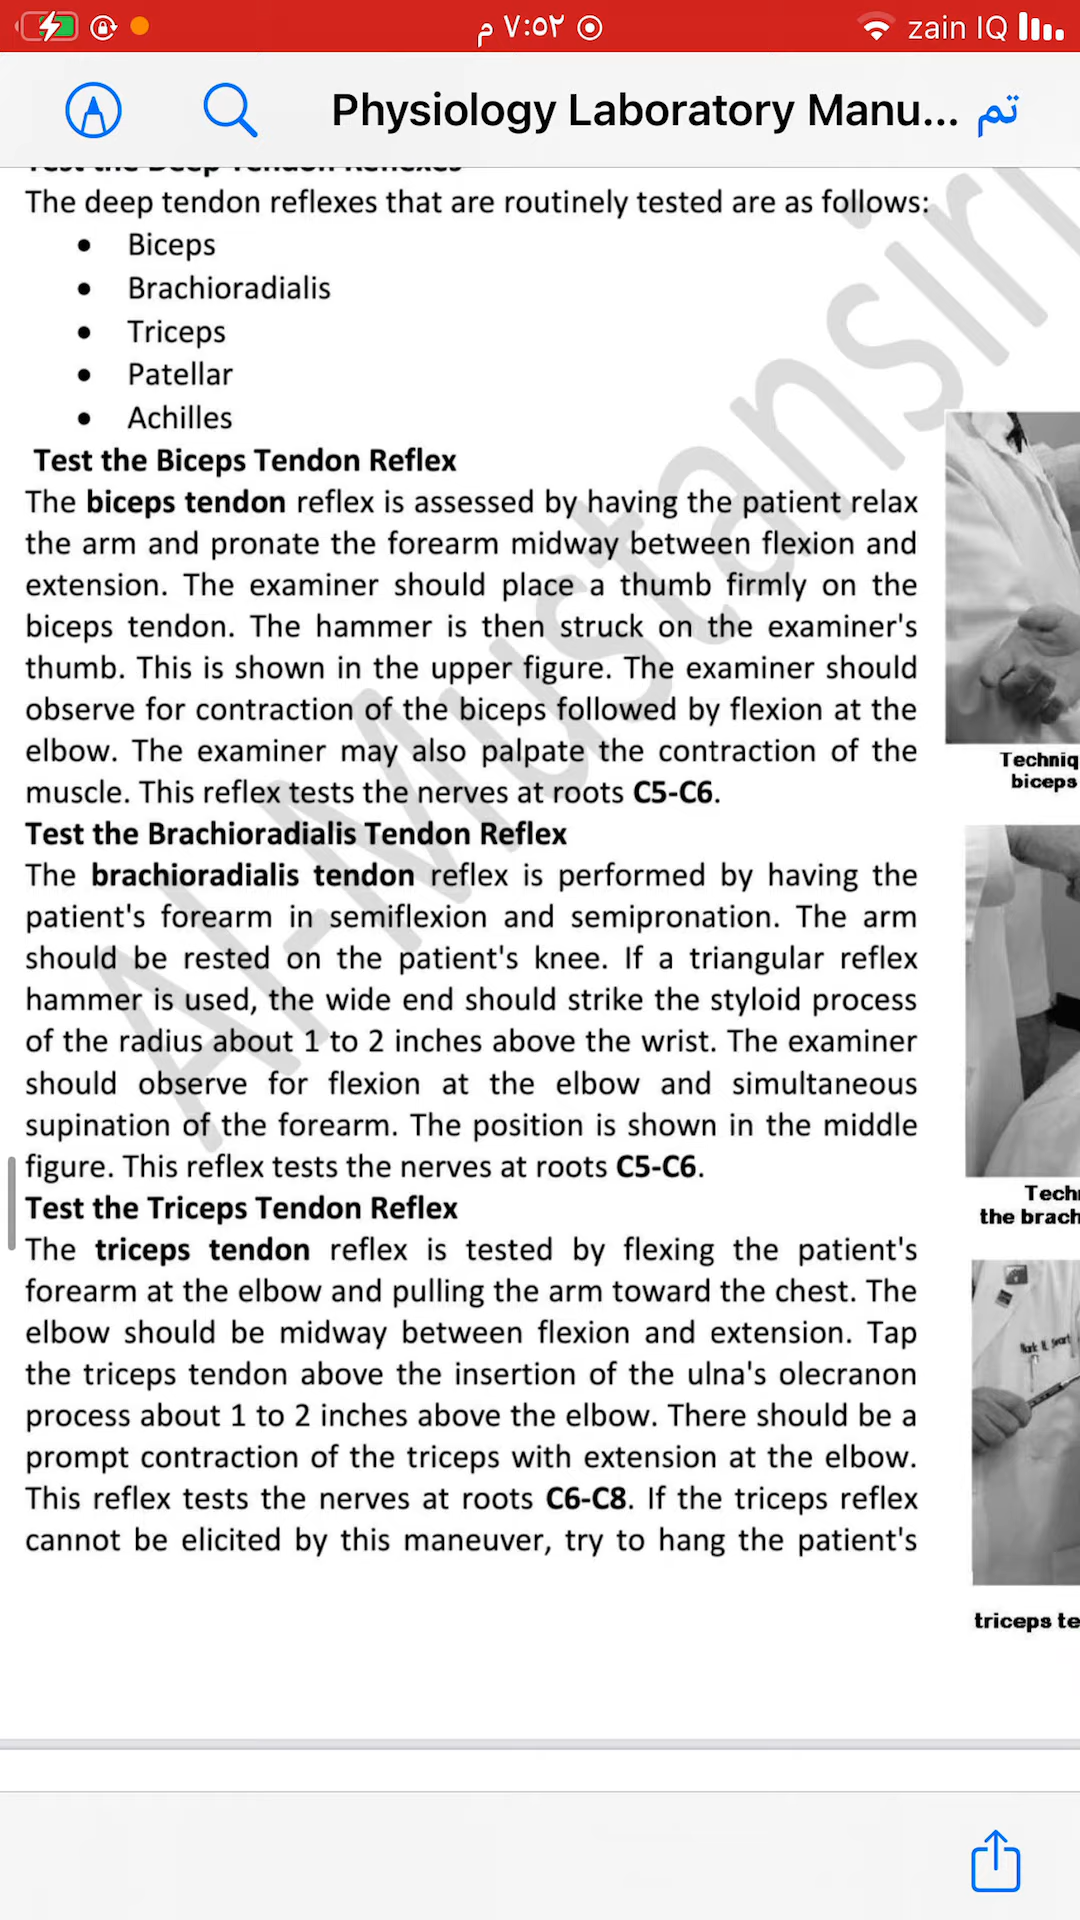 ٧:٥٢ م
zain IQ
Physiology Laboratory Manu...
تم
Test the Deep Tendon Reflexes
The deep tendon reflexes that are routinely tested are as follows:
• Biceps
• Brachioradialis
• Triceps
• Patellar
• Achilles
Test the Biceps Tendon Reflex
The biceps tendon reflex is assessed by having the patient relax
the arm and pronate the forearm midway between flexion and
extension. The examiner should place a thumb firmly on the
biceps tendon. The hammer is then struck on the examiner's
thumb. This is shown in the upper figure. The examiner should
observe for contraction of the biceps followed by flexion at the
elbow. The examiner may also palpate the contraction of the
muscle. This reflex tests the nerves at roots C5-C6.
Test the Brachioradialis Tendon Reflex
The brachioradialis tendon reflex is performed by having the
patient's forearm in semiflexion and semipronation. The arm
should be rested on the patient's knee. If a triangular reflex
hammer is used, the wide end should strike the styloid process
of the radius about 1 to 2 inches above the wrist. The examiner
should observe for flexion at the elbow and simultaneous
supination of the forearm. The position is shown in the middle
figure. This reflex tests the nerves at roots C5-C6.
Test the Triceps Tendon Reflex
The triceps tendon reflex is tested by flexing the patient's
forearm at the elbow and pulling the arm toward the chest. The
elbow should be midway between flexion and extension. Tap
the triceps tendon above the insertion of the ulna's olecranon
process about 1 to 2 inches above the elbow. There should be a
prompt contraction of the triceps with extension at the elbow.
This reflex tests the nerves at roots C6-C8. If the triceps reflex
cannot be elicited by this maneuver, try to hang the patient's
Techniq
biceps
Techn
the brach
triceps te
Al-Mustansiri